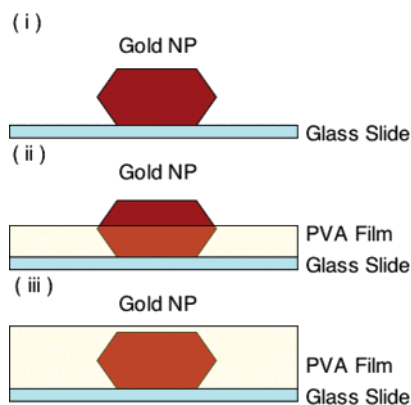 ( i )
Gold NP
Glass Slide
( ii )
Gold NP
PVA Film
Glass Slide
( iii )
Gold NP
PVA Film
Glass Slide